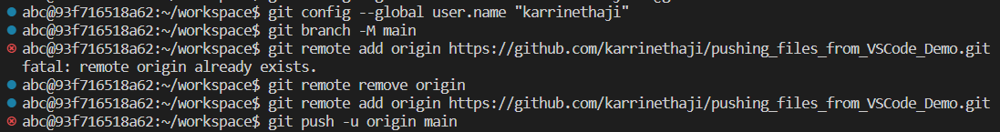 abc@93f716518a62:~/workspace$ git config --global user.name "karrinethaji"
abc@93f716518a62:~/workspace$ git branch -M main
abc@93f716518a62:~/workspace$ git remote add origin https://github.com/karrinethaji/pushing_files_from_VSCode_Demo.git
fatal: remote origin already exists.
abc@93f716518a62:~/workspace$ git remote remove origin
abc@93f716518a62:~/workspace$ git remote add origin https://github.com/karrinethaji/pushing_files_from_VSCode_Demo.git
abc@93f716518a62:~/workspace$ git push -u origin main